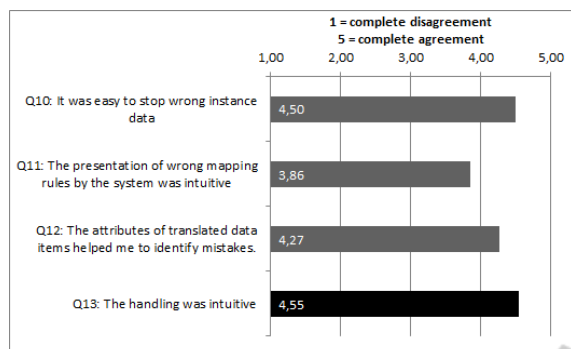 1 = complete disagreement
5 = complete agreement
1,00 2,00 3,00 4,00 5,00
Q10: It was easy to stop wrong instance
data
4,50
Q11: The presentation of wrong mapping
rules by the system was intuitive
3,86
Q12: The attributes of translated data
items helped me to identify mistakes.
4,27
Q13: The handling was intuitive
4,55